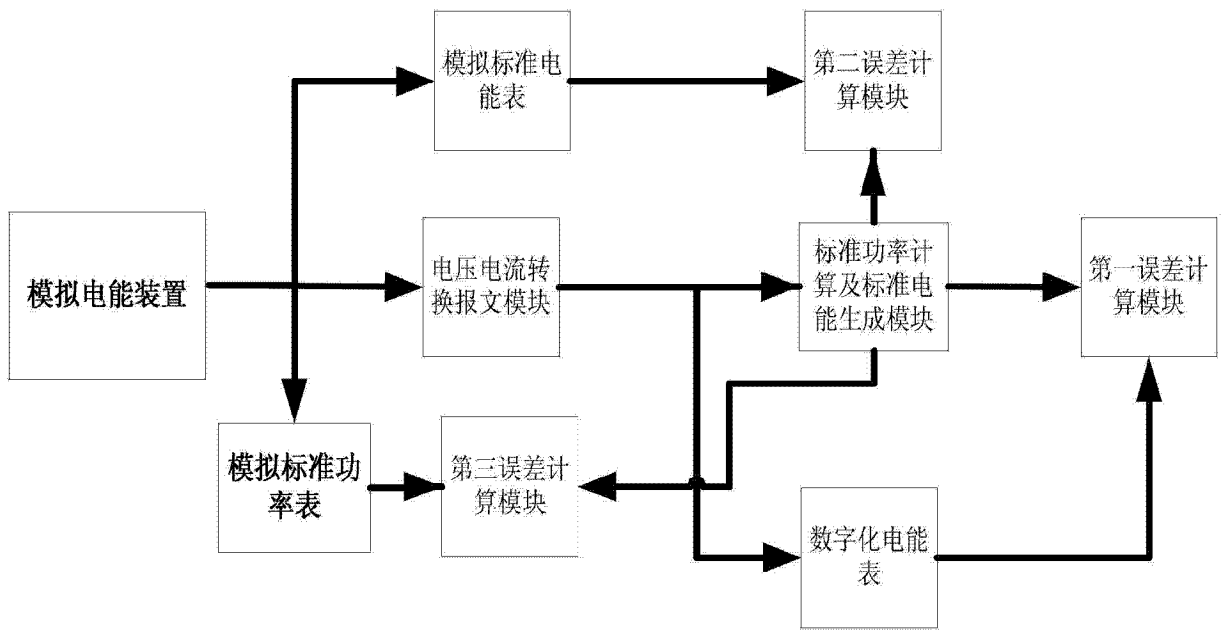 模拟标准电
能表
第二误差计
算模块
模拟电能装置
电压电流转
换报文模块
标准功率计
算及标准电
能生成模块
第一误差计
算模块
模拟标准功
率表
第三误差计
算模块
数字化电能
表